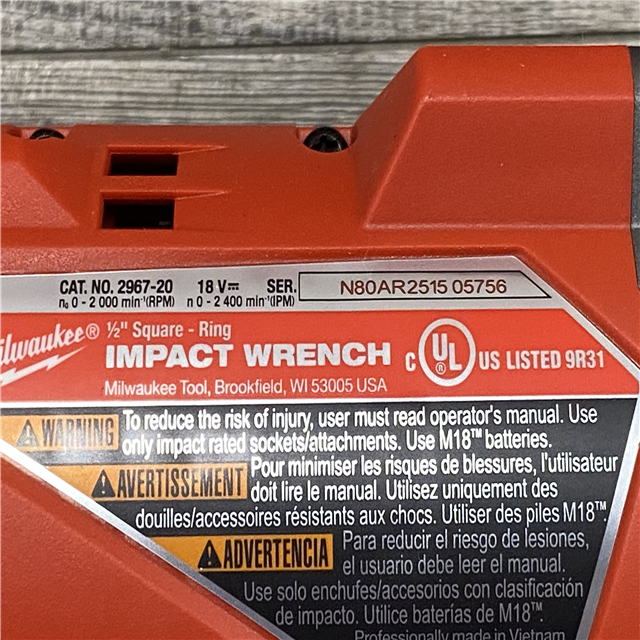 CAT. NO. 2967-20 18 V⎓ SER. N80AR2515 05756
n₀ 0 - 2 000 min⁻¹(RPM) n 0 - 2 400 min⁻¹(IPM)
Milwaukee® ½" Square - Ring
IMPACT WRENCH
Milwaukee Tool, Brookfield, WI 53005 USA
C UL® US LISTED 9R31
WARNING To reduce the risk of injury, user must read operator's manual. Use
only impact rated sockets/attachments. Use M18™ batteries.
AVERTISSEMENT Pour minimiser les risques de blessures, l'utilisateur
doit lire le manual. Utilisez uniquement des
douilles/accessoires résistants aux chocs. Utiliser des piles M18™.
ADVERTENCIA Para reducir el riesgo de lesiones,
el usuario debe leer el manual.
Use solo enchufes/accesorios con clasificación
de impacto. Utilice baterías de M18™.
Professionally made in Vietnam